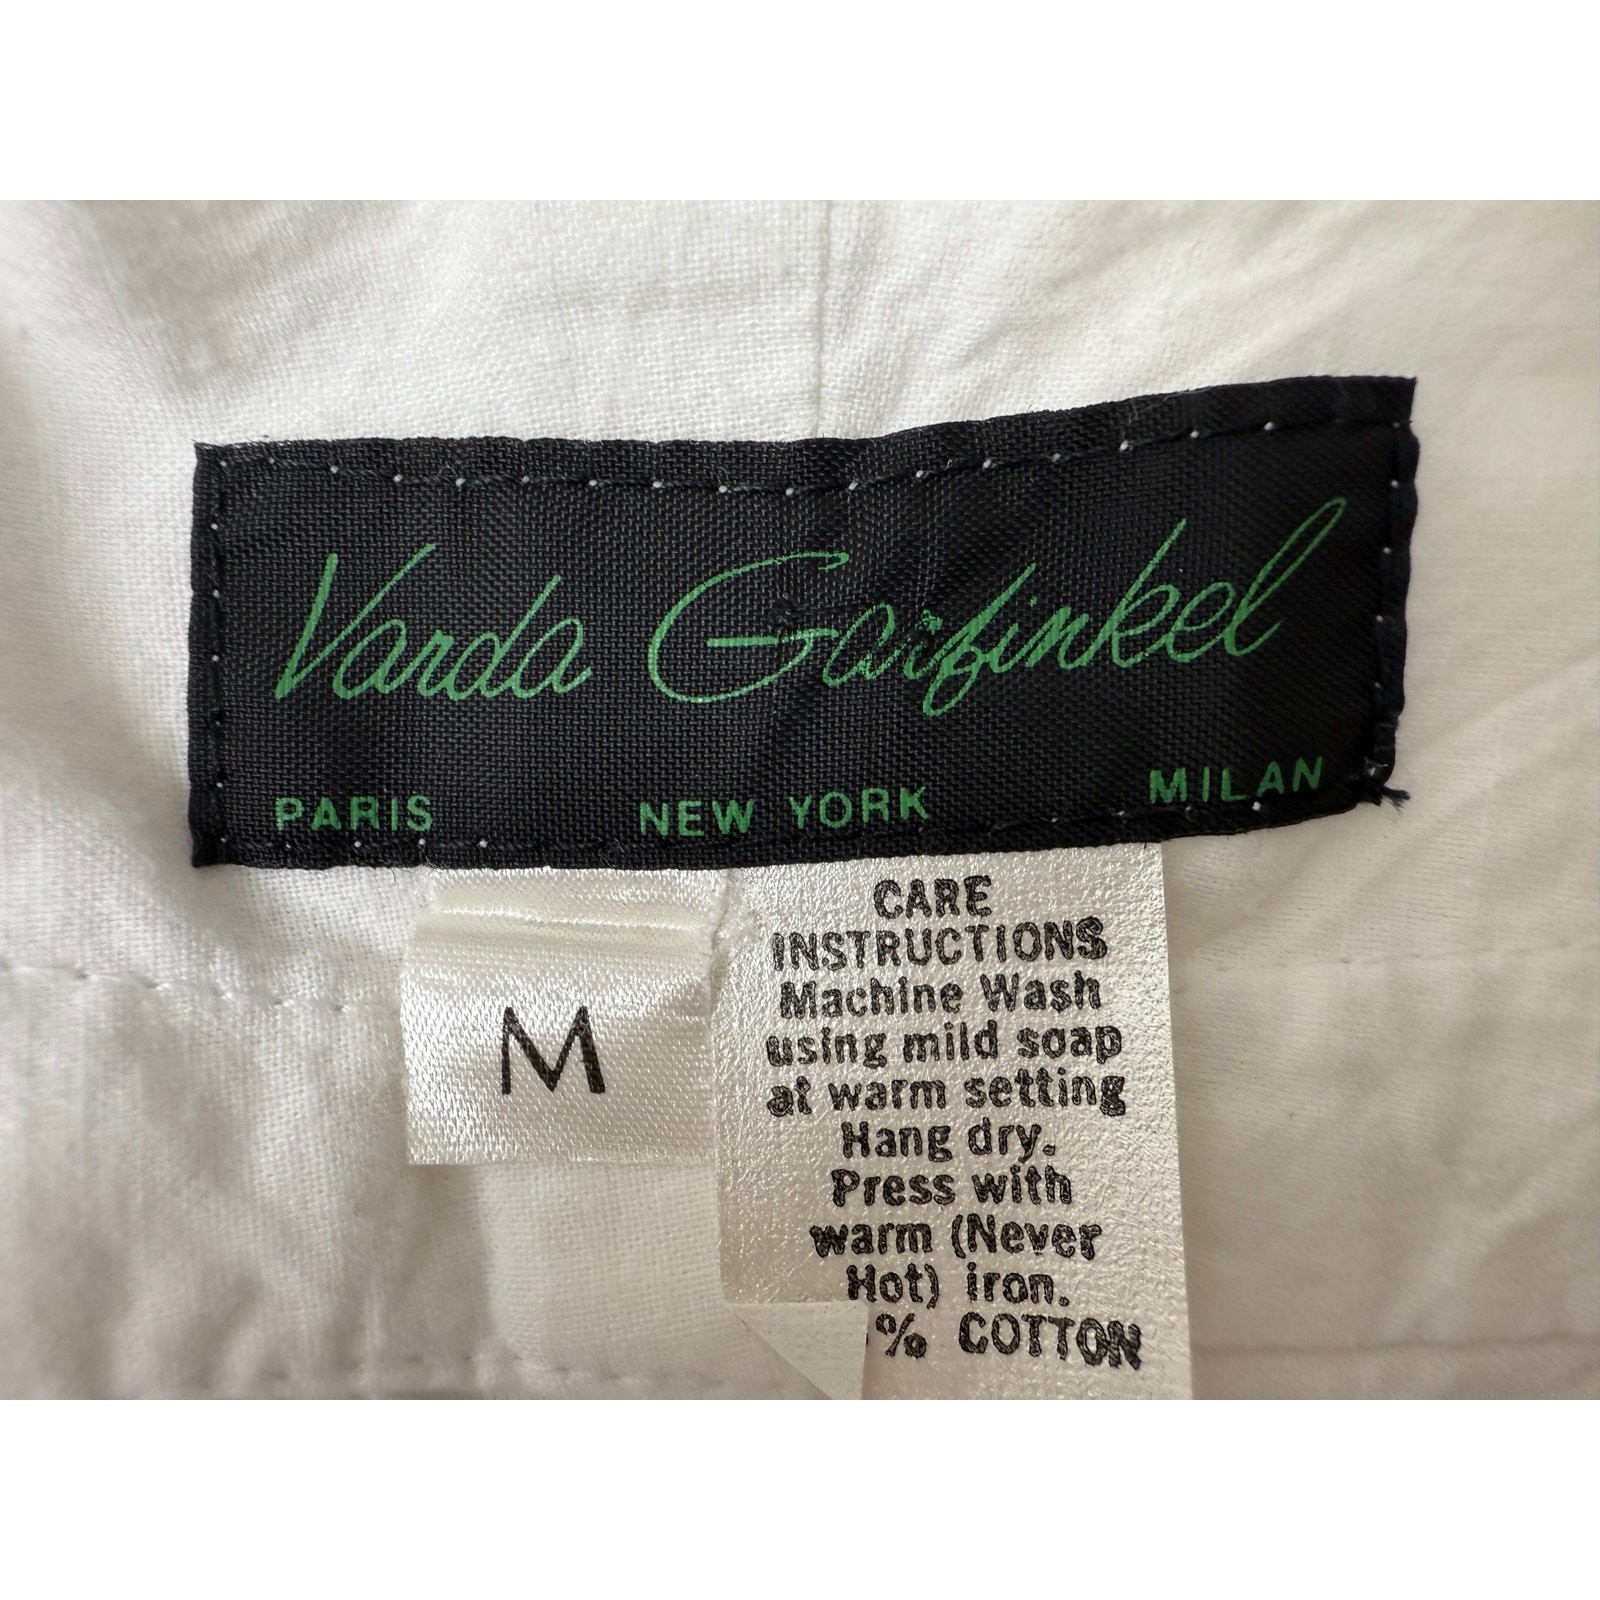 Varda Garfinkel
PARIS NEW YORK MILAN
M
CARE
INSTRUCTIONS
Machine Wash
using mild soap
at warm setting
Hang dry.
Press with
warm (Never
Hot) iron.
% COTTON